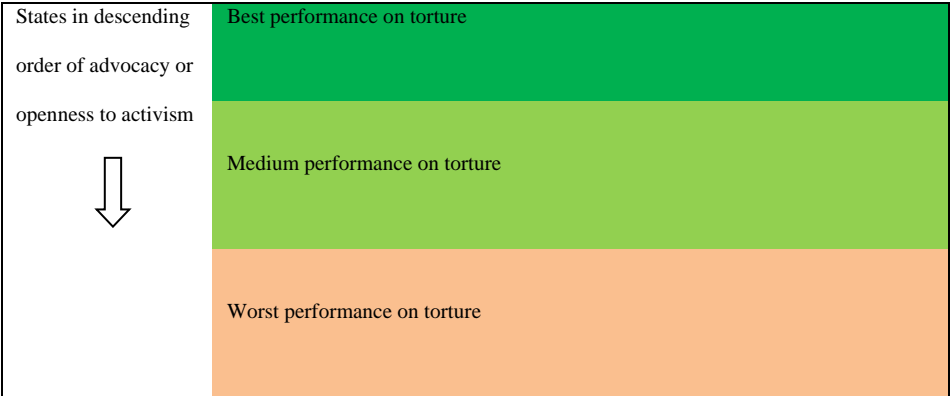 States in descending
order of advocacy or
openness to activism
Best performance on torture
Medium performance on torture
Worst performance on torture